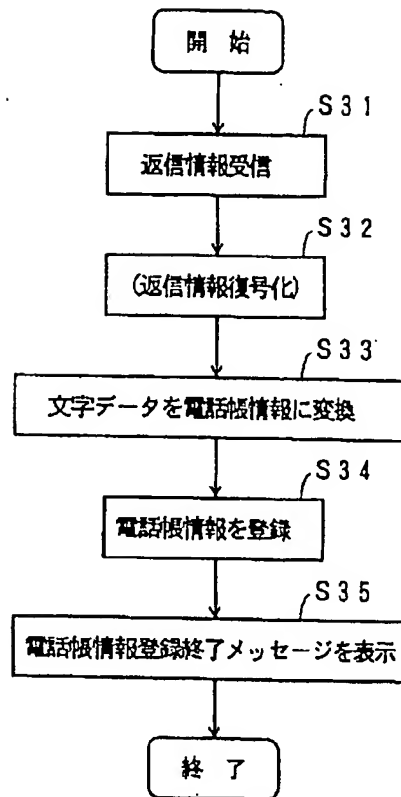 開 始
S31
返信情報受信
S32
(返信情報復号化)
S33
文字データを電話帳情報に変換
S34
電話帳情報を登録
S35
電話帳情報登録終了メッセージを表示
終 了